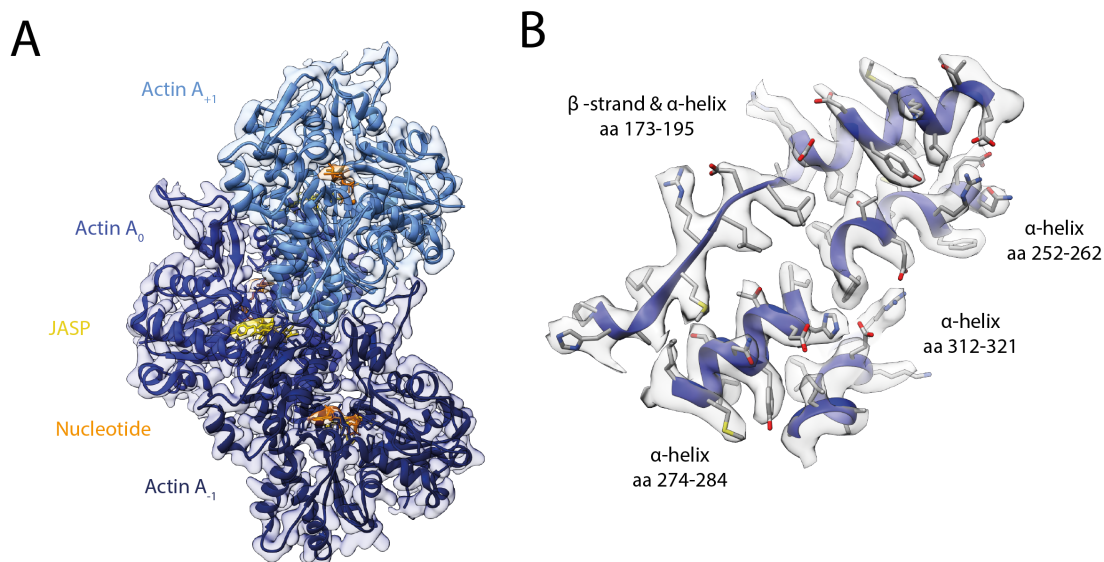 A
Actin A+1
Actin A0
JASP
Nucleotide
Actin A-1
B
β -strand & α-helix
aa 173-195
α-helix
aa 252-262
α-helix
aa 312-321
α-helix
aa 274-284